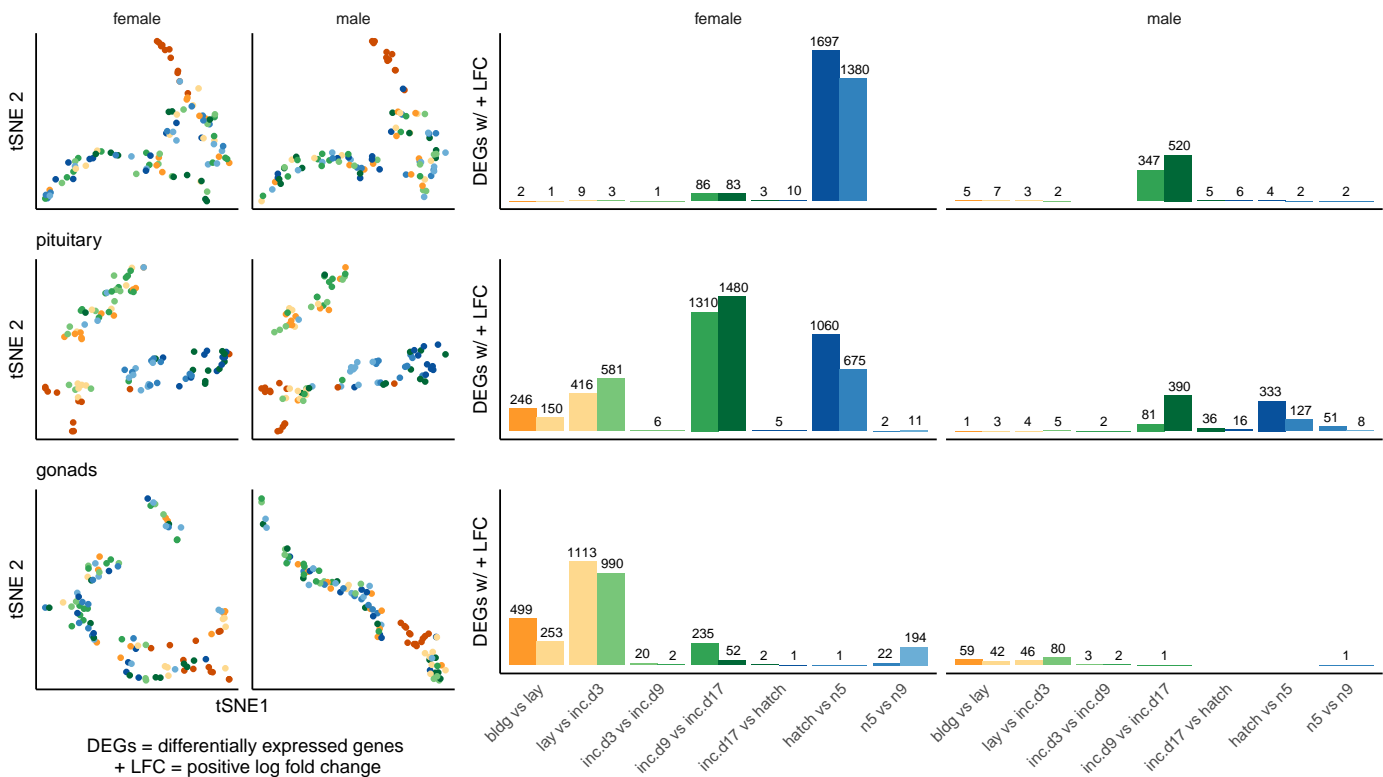 female male female male
tSNE 2
DEGs w/ + LFC
2 1 9 3 1 86 83 3 10 1697 1380
5 7 3 2 347 520 5 6 4 2 2
pituitary
tSNE 2
DEGs w/ + LFC
246 150 416 581 6 1310 1480 5 1060 675 2 11
1 3 4 5 2 81 390 36 16 333 127 51 8
gonads
tSNE 2
DEGs w/ + LFC
499 253 1113 990 20 2 235 52 2 1 1 22 194
59 42 46 80 3 2 1 1
tSNE1
bldg vs lay
lay vs inc.d3
inc.d3 vs inc.d9
inc.d9 vs inc.d17
inc.d17 vs hatch
hatch vs n5
n5 vs n9
bldg vs lay
lay vs inc.d3
inc.d3 vs inc.d9
inc.d9 vs inc.d17
inc.d17 vs hatch
hatch vs n5
n5 vs n9
DEGs = differentially expressed genes
+ LFC = positive log fold change